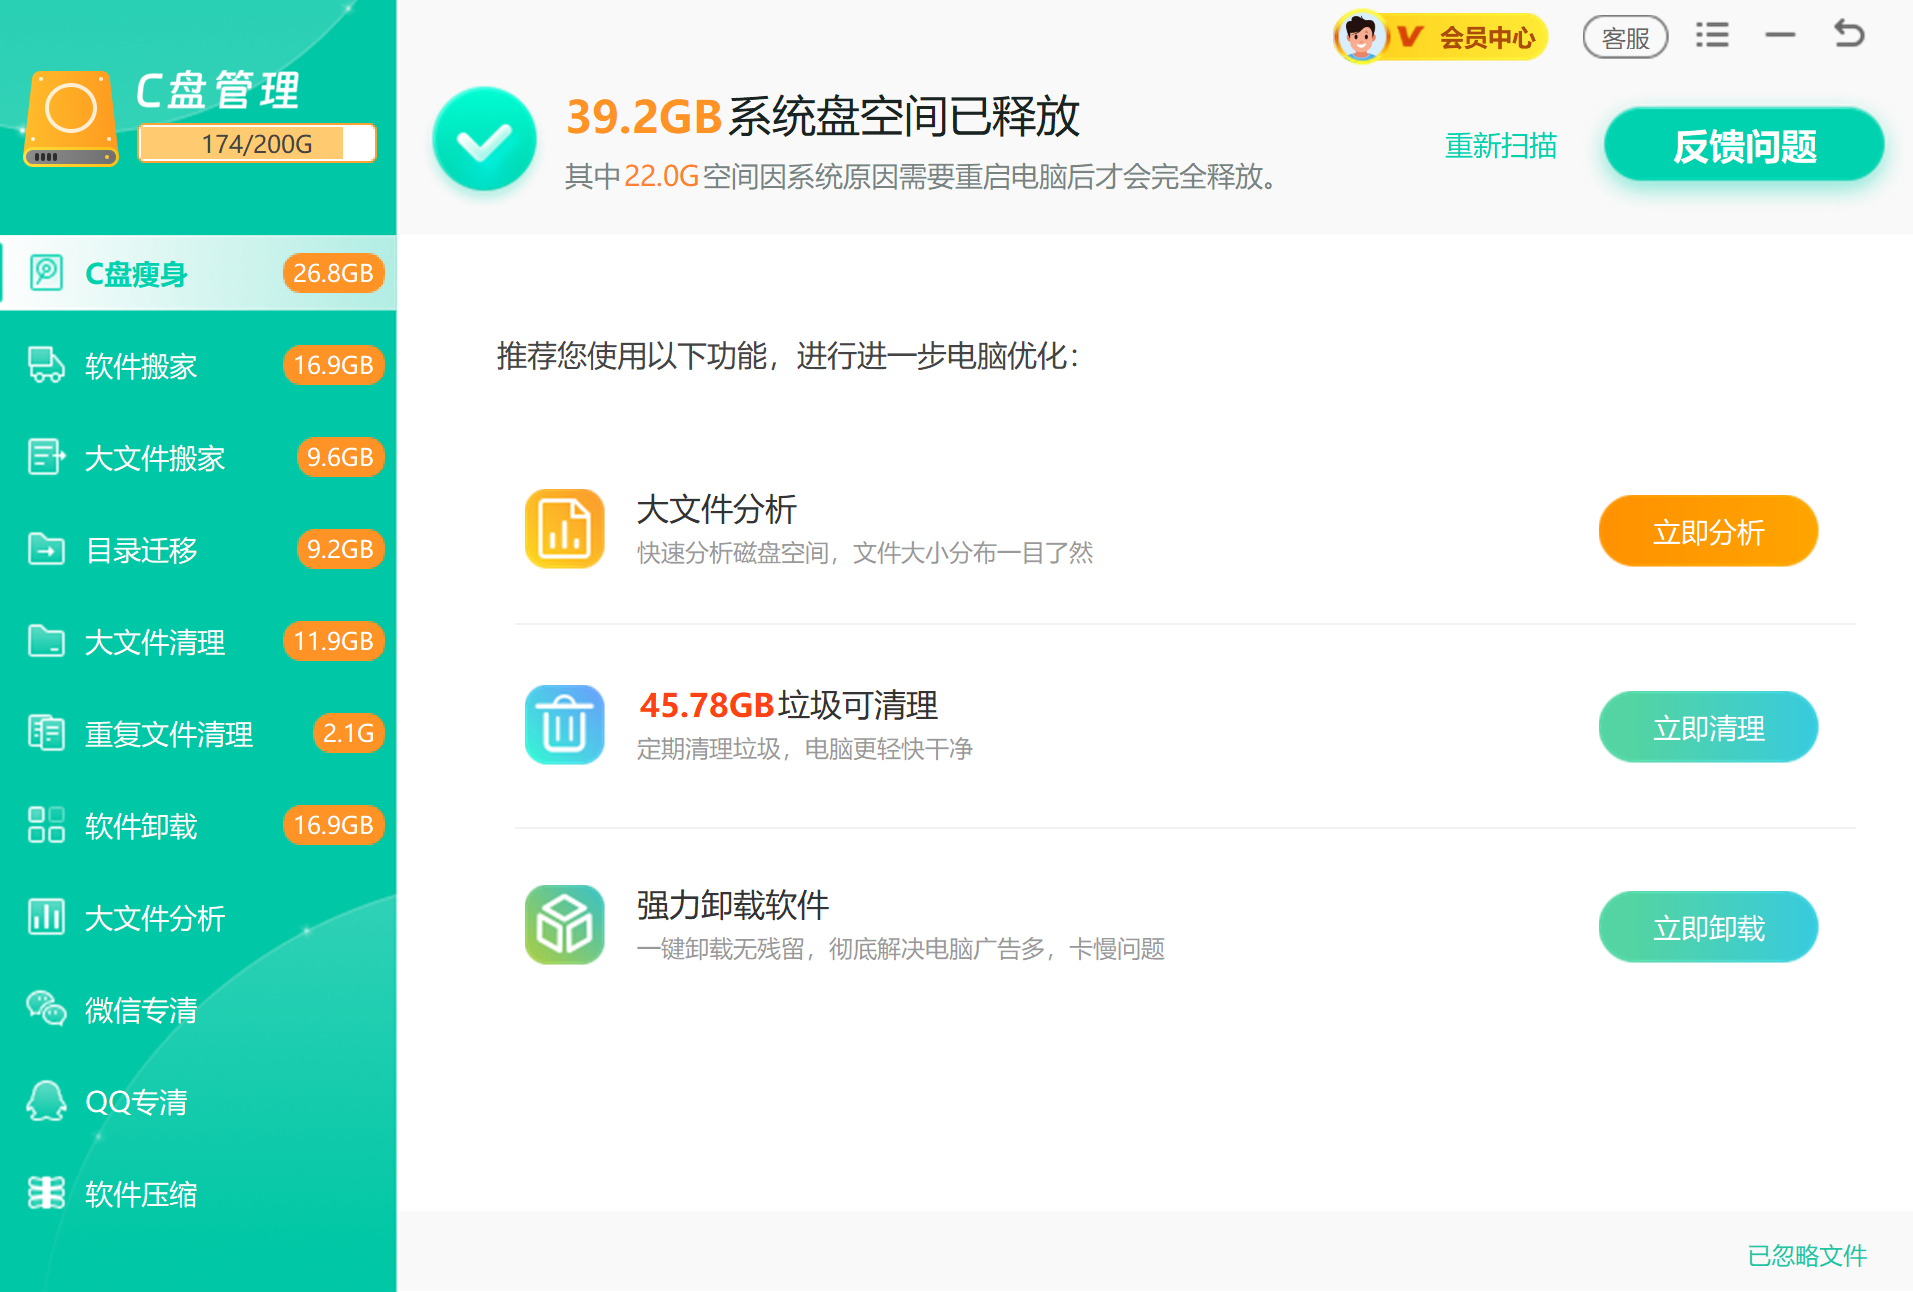 V 会员中心
客服
C盘管理
174/200G
39.2GB系统盘空间已释放
其中22.0G空间因系统原因需要重启电脑后才会完全释放。
重新扫描
反馈问题
C盘瘦身 26.8GB
软件搬家 16.9GB
大文件搬家 9.6GB
目录迁移 9.2GB
大文件清理 11.9GB
重复文件清理 2.1G
软件卸载 16.9GB
大文件分析
微信专清
QQ专清
软件压缩
推荐您使用以下功能，进行进一步电脑优化：
大文件分析
快速分析磁盘空间，文件大小分布一目了然
立即分析
45.78GB垃圾可清理
定期清理垃圾，电脑更轻快干净
立即清理
强力卸载软件
一键卸载无残留，彻底解决电脑广告多，卡慢问题
立即卸载
已忽略文件